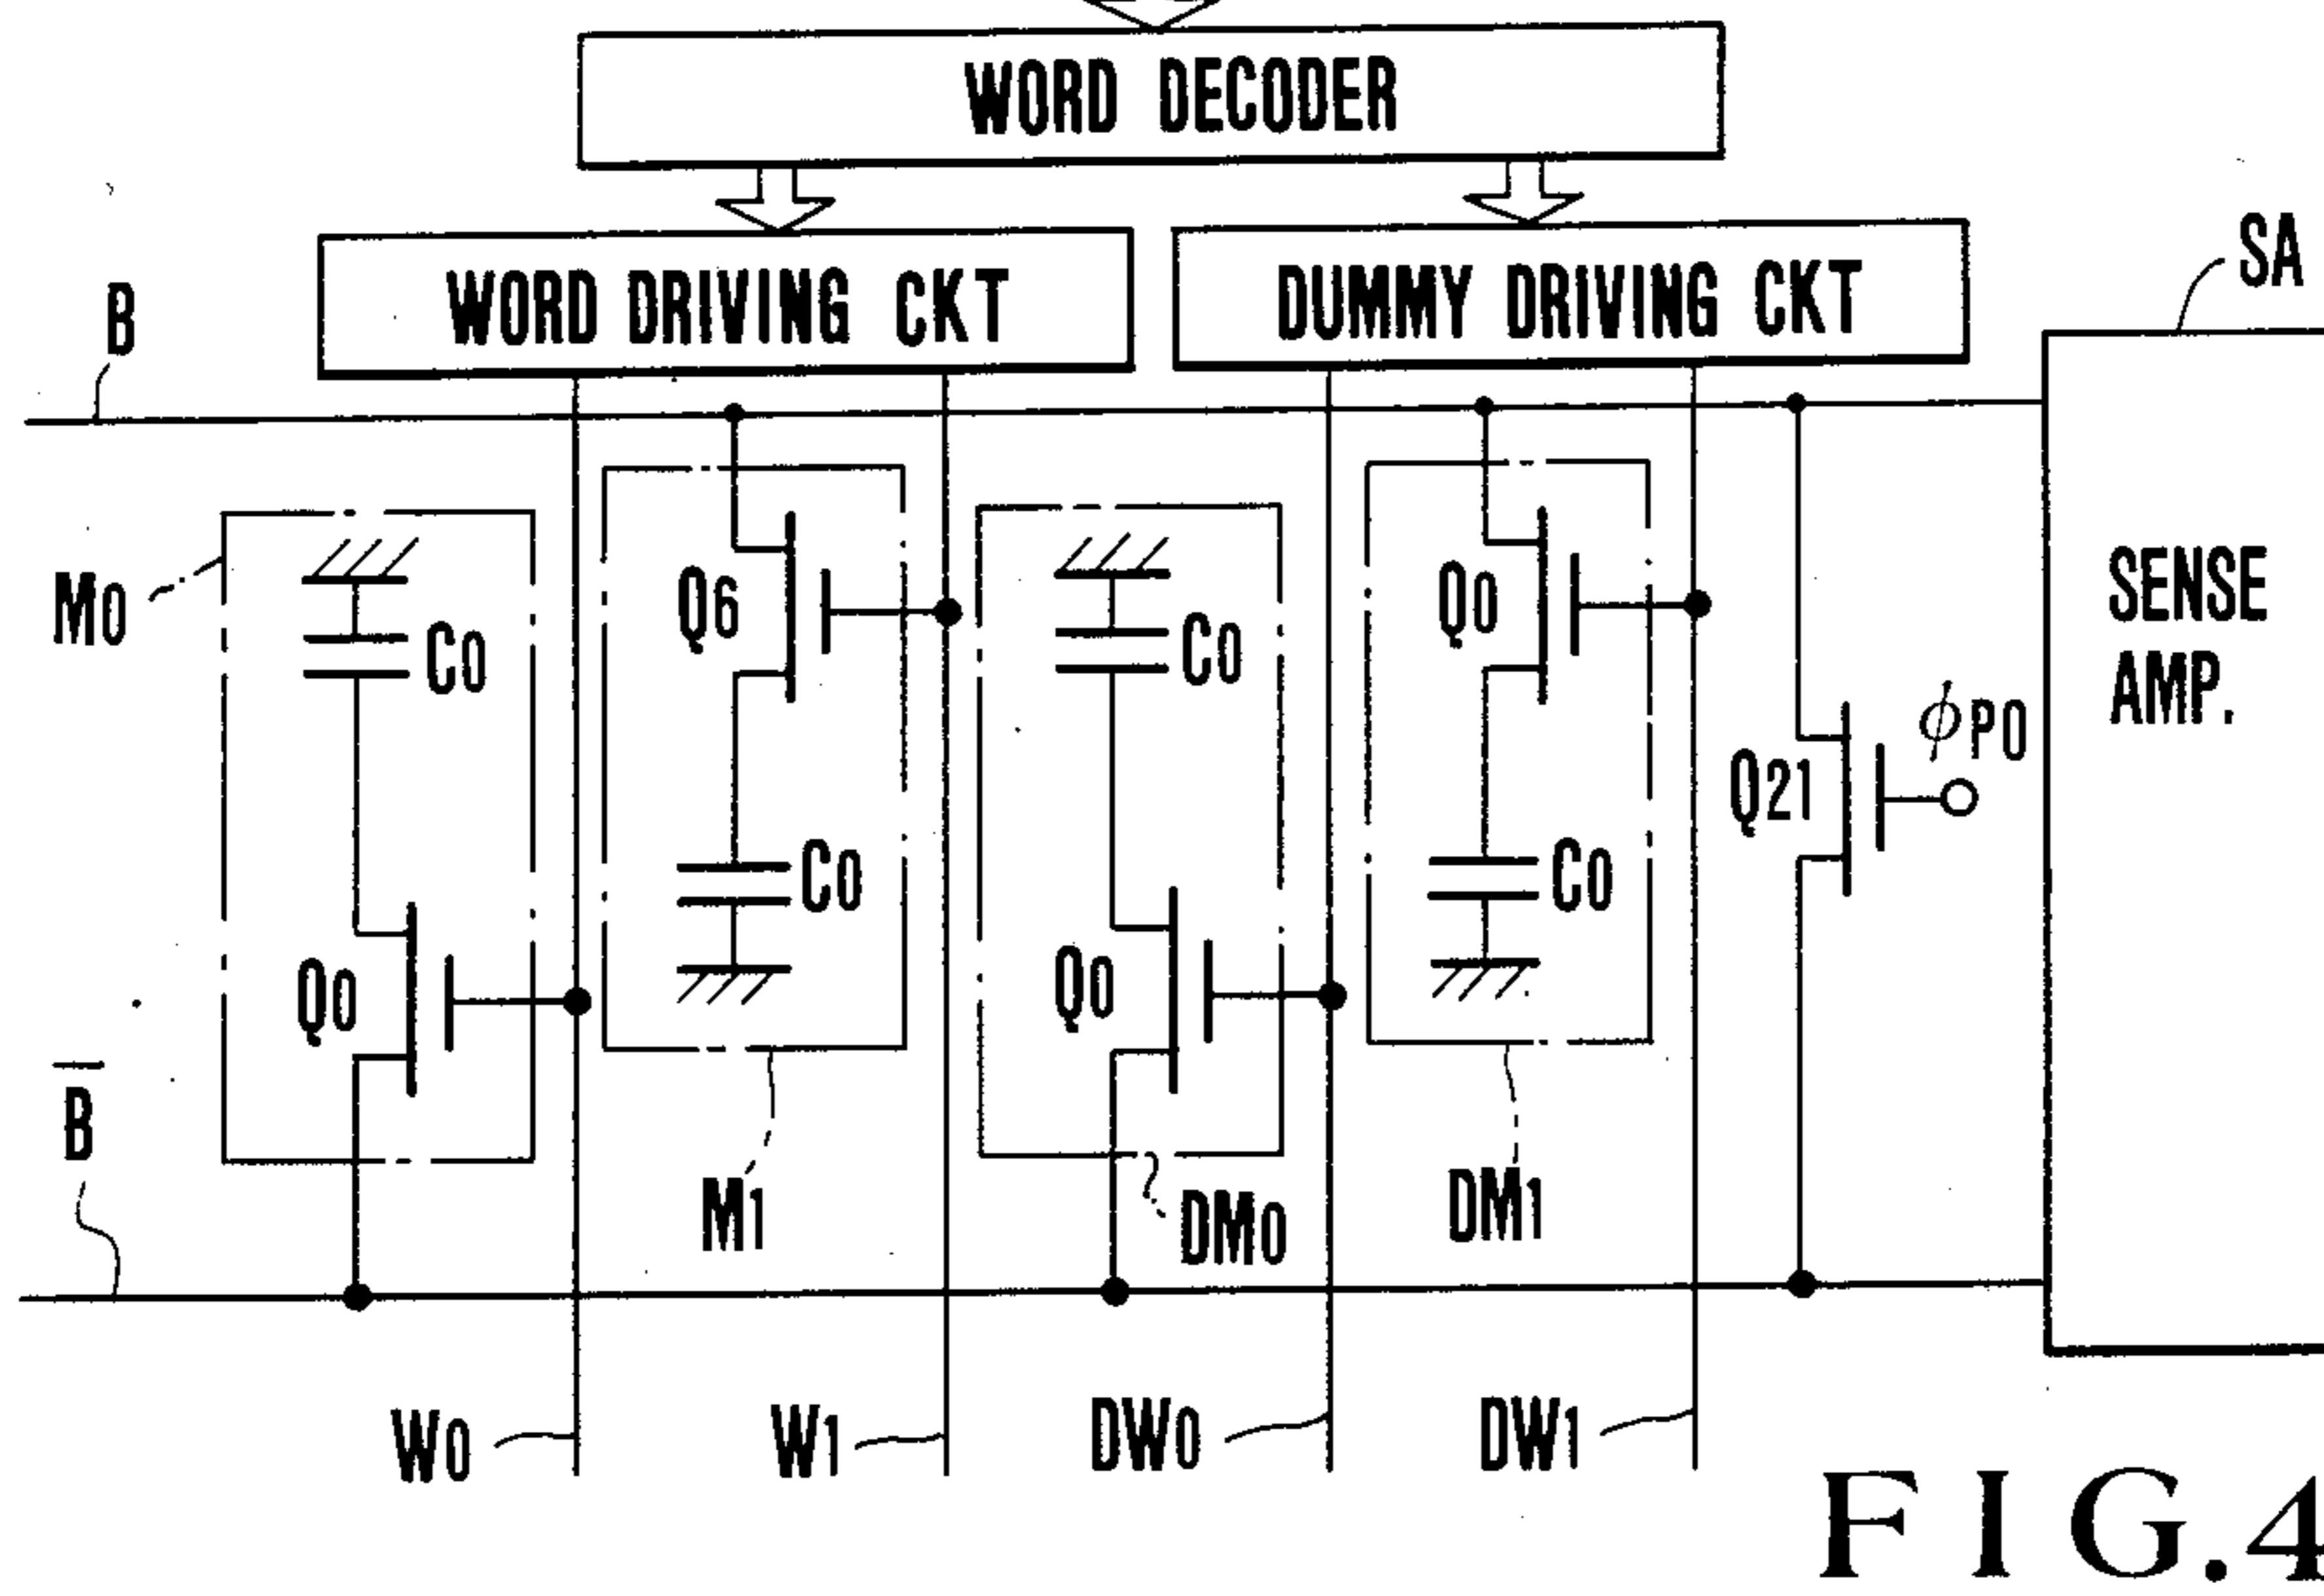 WORD DECODER
WORD DRIVING CKT
DUMMY DRIVING CKT
SA
B
M0
C0
Q6
C0
Q0
SENSE
AMP.
ϕP0
Q21
C0
C0
Q0
Q0
B̅
M1
DM0
DM1
W0
W1
DW0
DW1
FIG.4